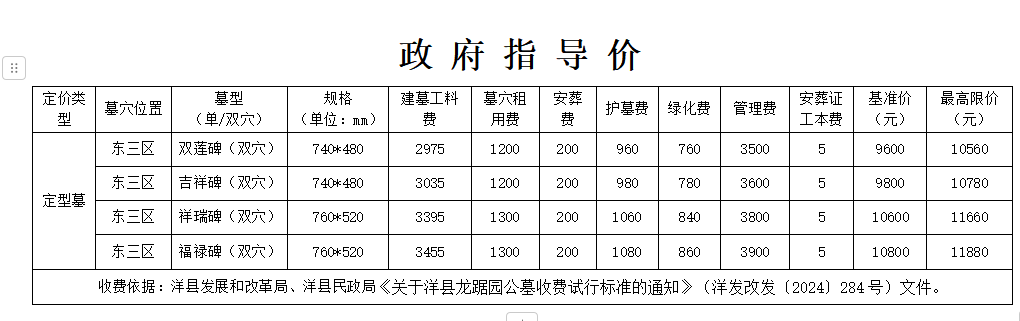 政府指导价
定价类型 墓穴位置 墓型（单/双穴） 规格（单位：mm） 建墓工料费 墓穴租用费 安葬费 护墓费 绿化费 管理费 安葬证工本费 基准价（元） 最高限价（元）
定型墓 东三区 双莲碑（双穴） 740*480 2975 1200 200 960 760 3500 5 9600 10560
东三区 吉祥碑（双穴） 740*480 3035 1200 200 980 780 3600 5 9800 10780
东三区 祥瑞碑（双穴） 760*520 3395 1300 200 1060 840 3800 5 10600 11660
东三区 福禄碑（双穴） 760*520 3455 1300 200 1080 860 3900 5 10800 11880
收费依据：洋县发展和改革局、洋县民政局《关于洋县龙踞园公墓收费试行标准的通知》（洋发改发〔2024〕284号）文件。